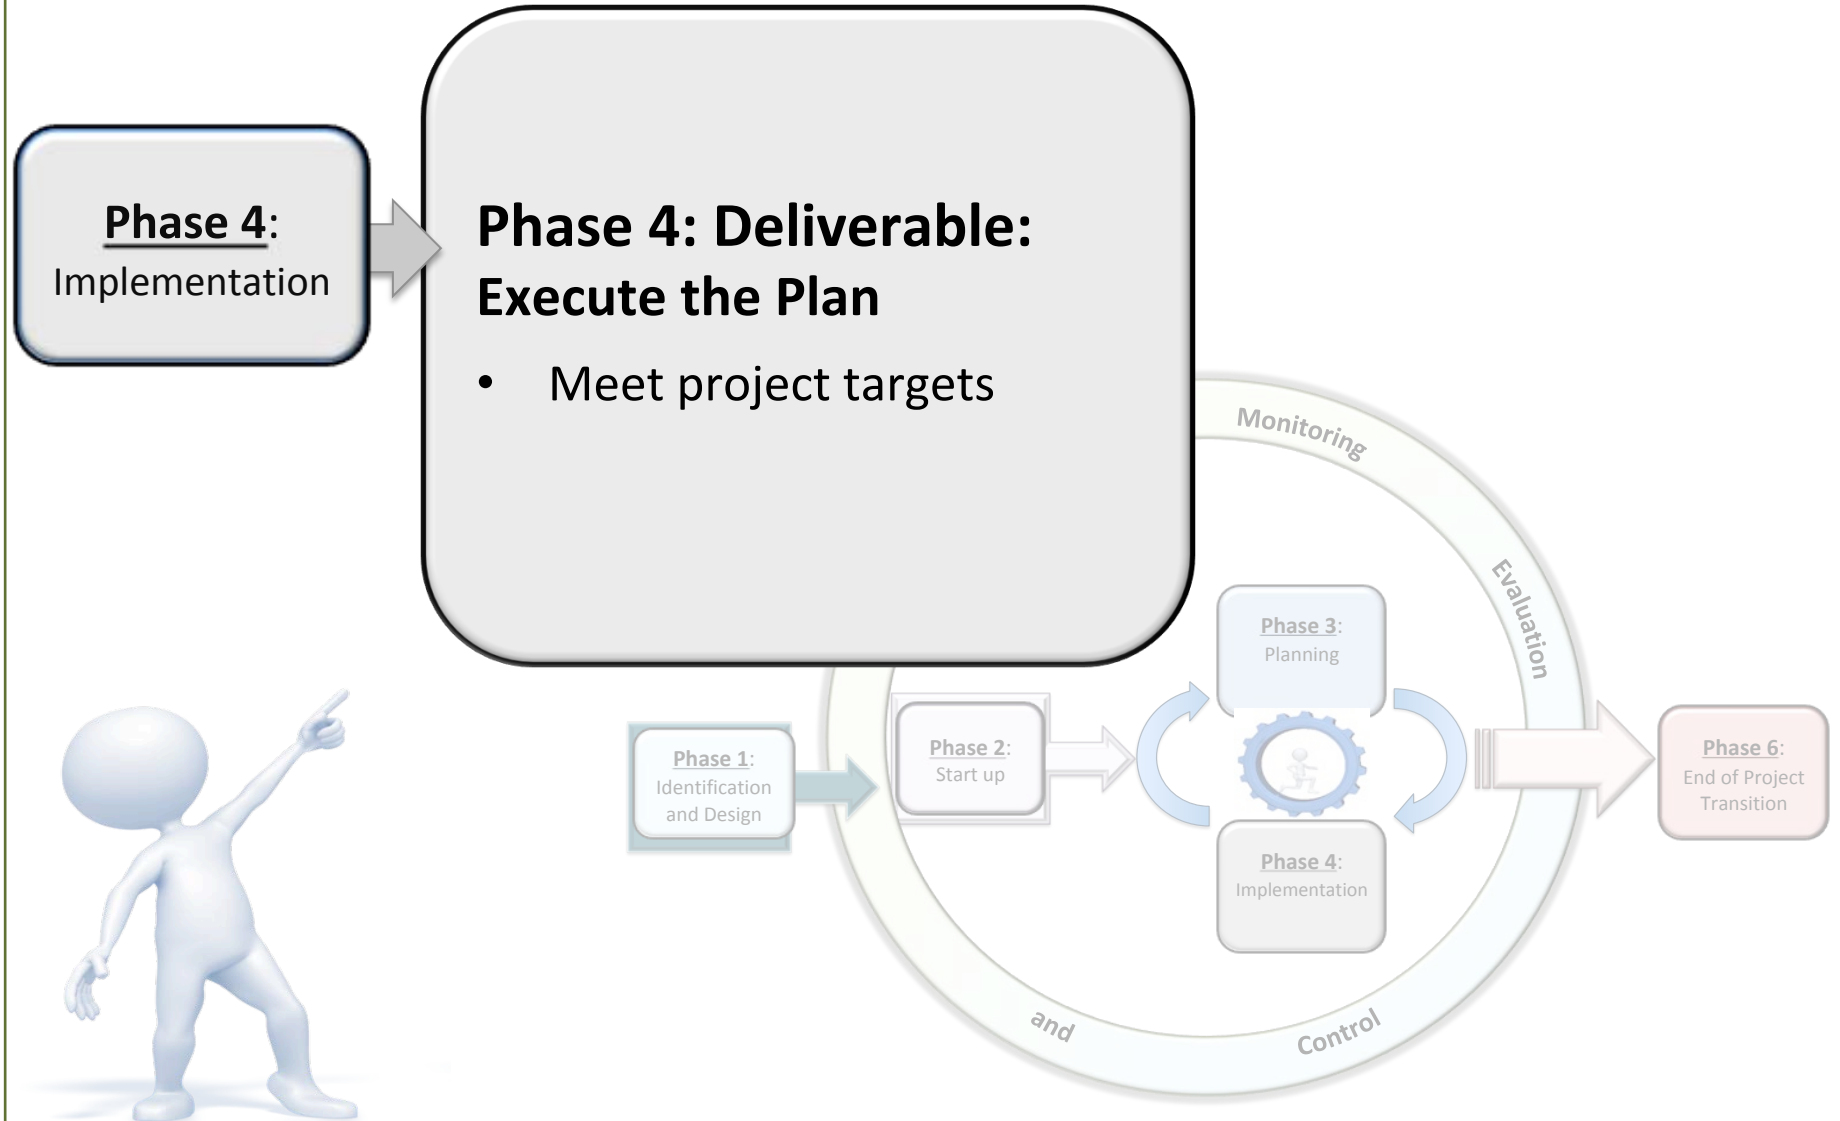 Phase 4:
Implementation
Phase 4: Deliverable:
Execute the Plan
• Meet project targets
Monitoring
Evaluation
and
Control
Phase 1:
Identification
and Design
Phase 2:
Start up
Phase 3:
Planning
Phase 4:
Implementation
Phase 6:
End of Project
Transition